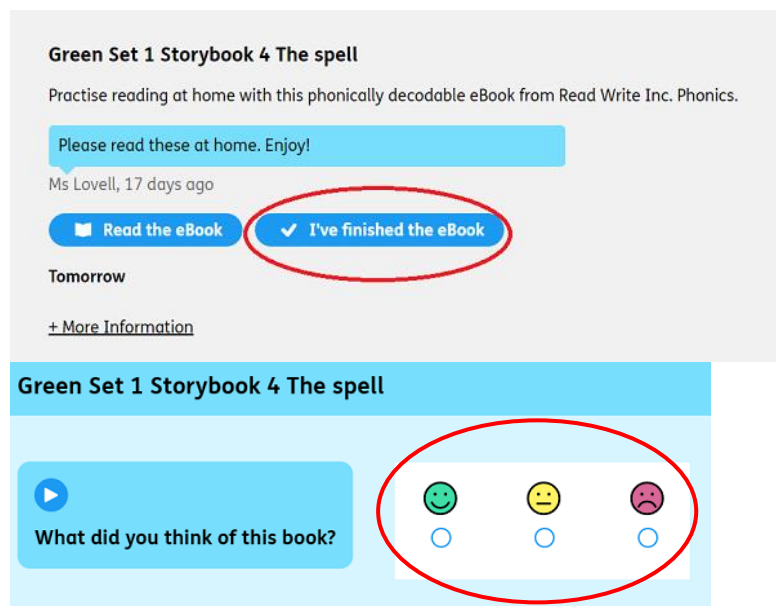 Green Set 1 Storybook 4 The spell
Practise reading at home with this phonically decodable eBook from Read Write Inc. Phonics.
Please read these at home. Enjoy!
Ms Lovell, 17 days ago
Read the eBook
I've finished the eBook
Tomorrow
+ More Information
Green Set 1 Storybook 4 The spell
What did you think of this book?